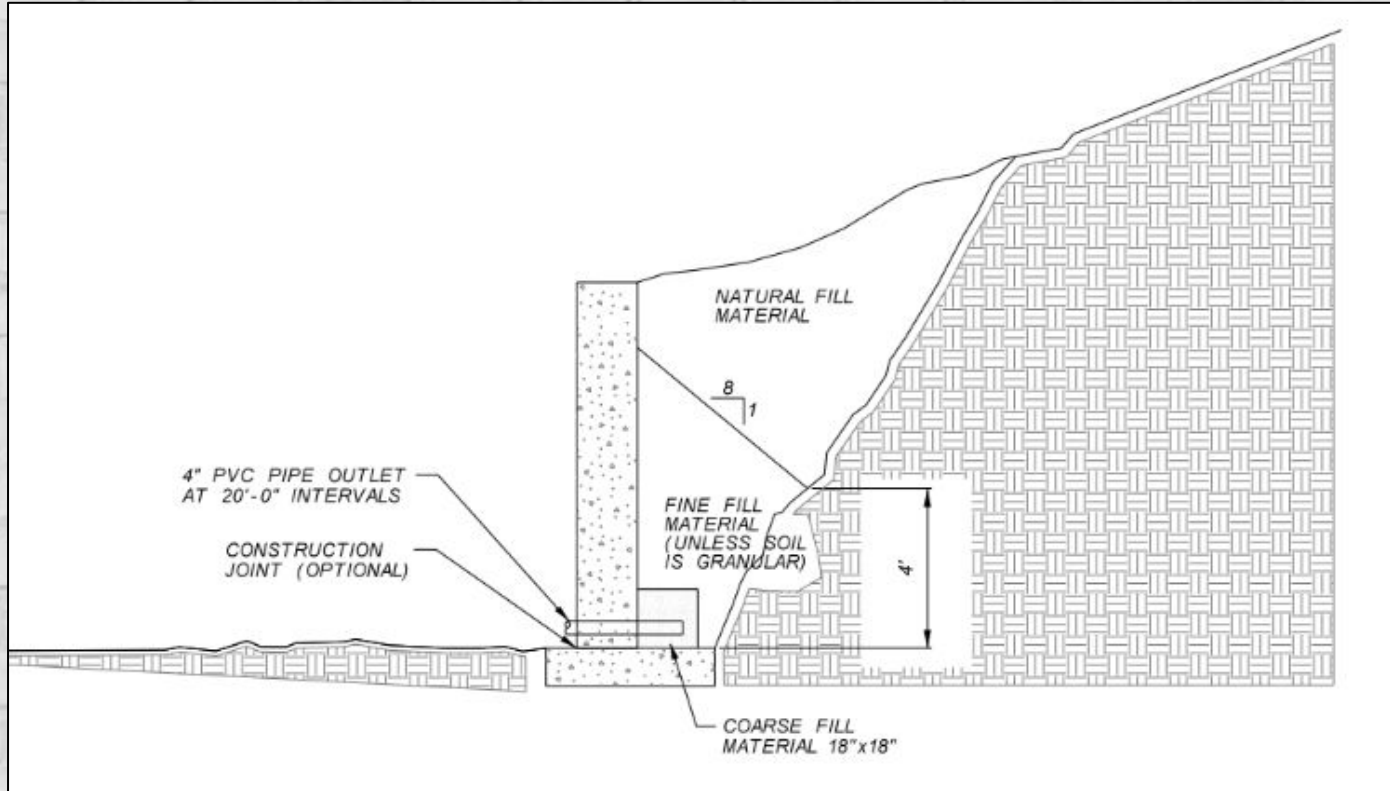 NATURAL FILL
MATERIAL
8
1
4" PVC PIPE OUTLET
AT 20'-0" INTERVALS
CONSTRUCTION
JOINT (OPTIONAL)
FINE FILL
MATERIAL
(UNLESS SOIL
IS GRANULAR)
4'
COARSE FILL
MATERIAL 18"x18"